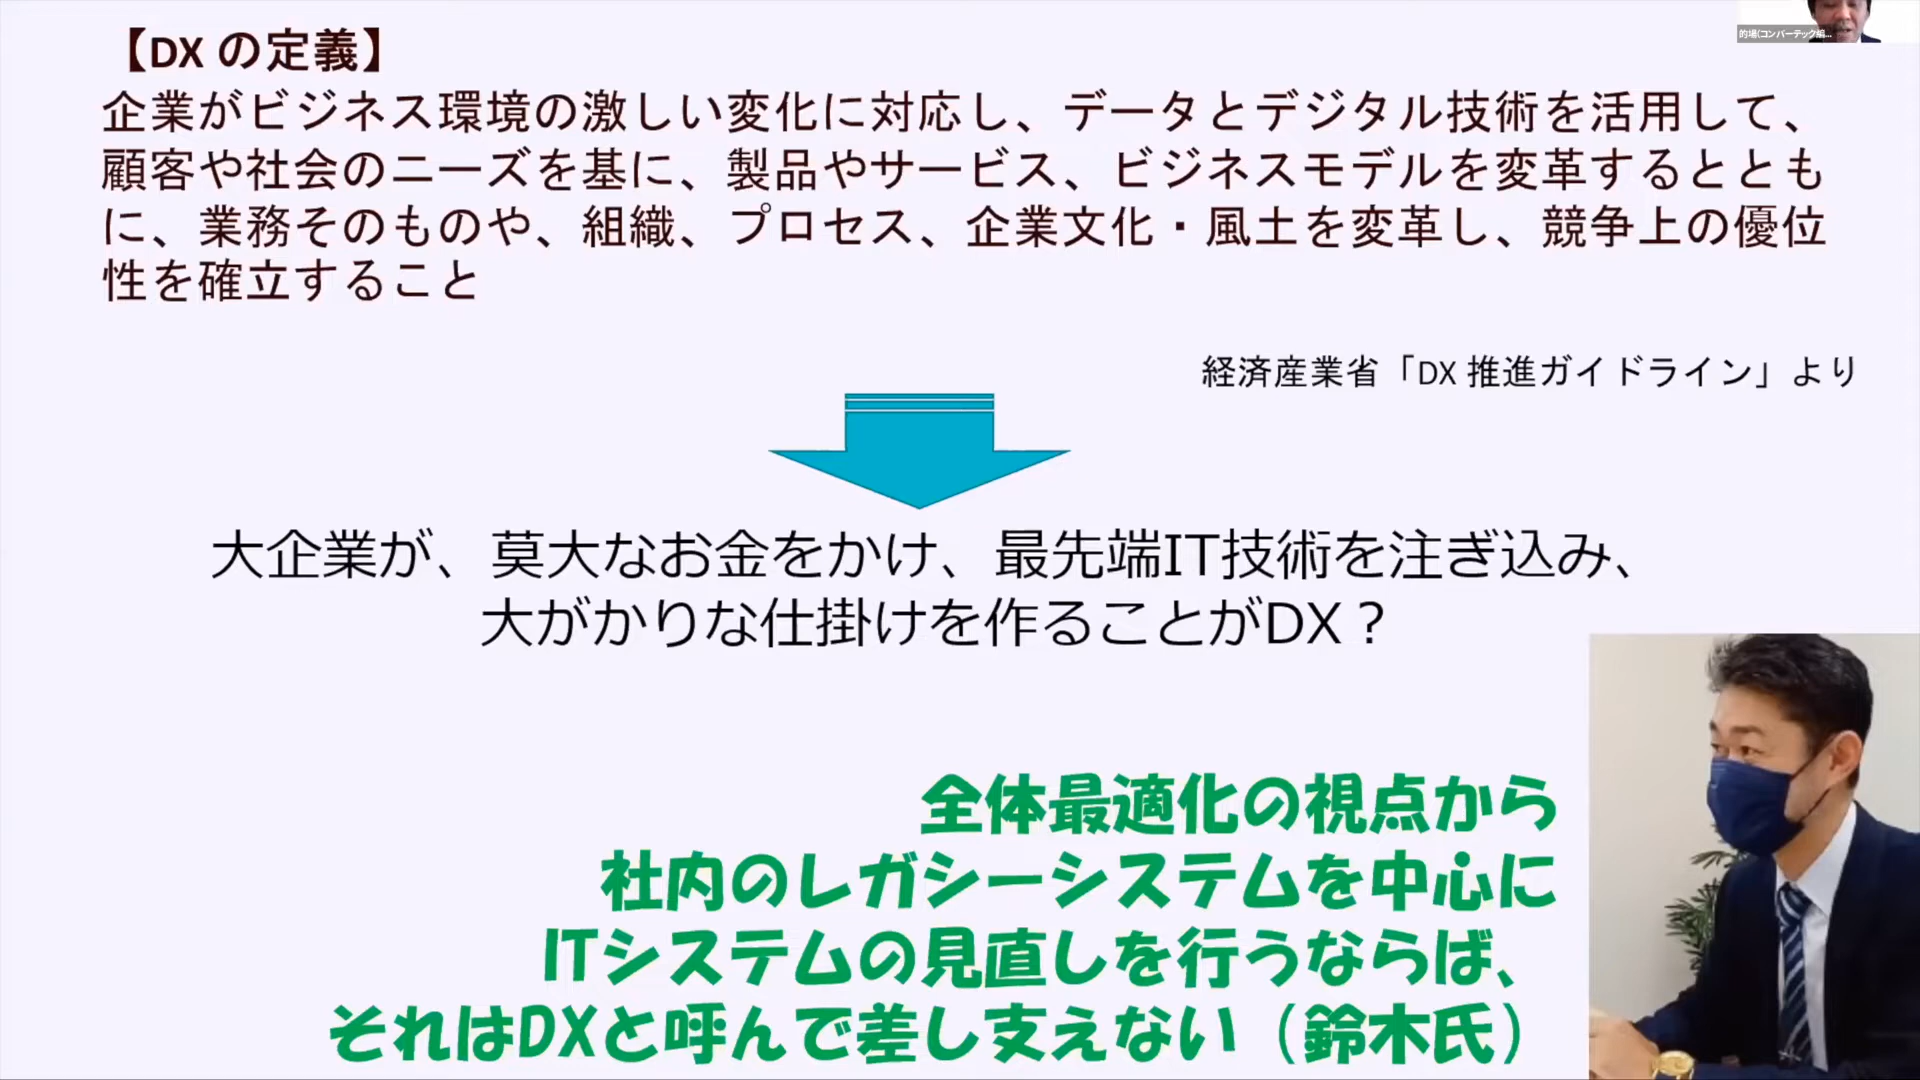 【DX の定義】
企業がビジネス環境の激しい変化に対応し、データとデジタル技術を活用して、
顧客や社会のニーズを基に、製品やサービス、ビジネスモデルを変革するととも
に、業務そのものや、組織、プロセス、企業文化・風土を変革し、競争上の優位
性を確立すること
経済産業省「DX 推進ガイドライン」より
大企業が、莫大なお金をかけ、最先端IT技術を注ぎ込み、
大がかりな仕掛けを作ることがDX？
全体最適化の視点から
社内のレガシーシステムを中心に
ITシステムの見直しを行うならば、
それはDXと呼んで差し支えない（鈴木氏）
的場(コンバーテック編...